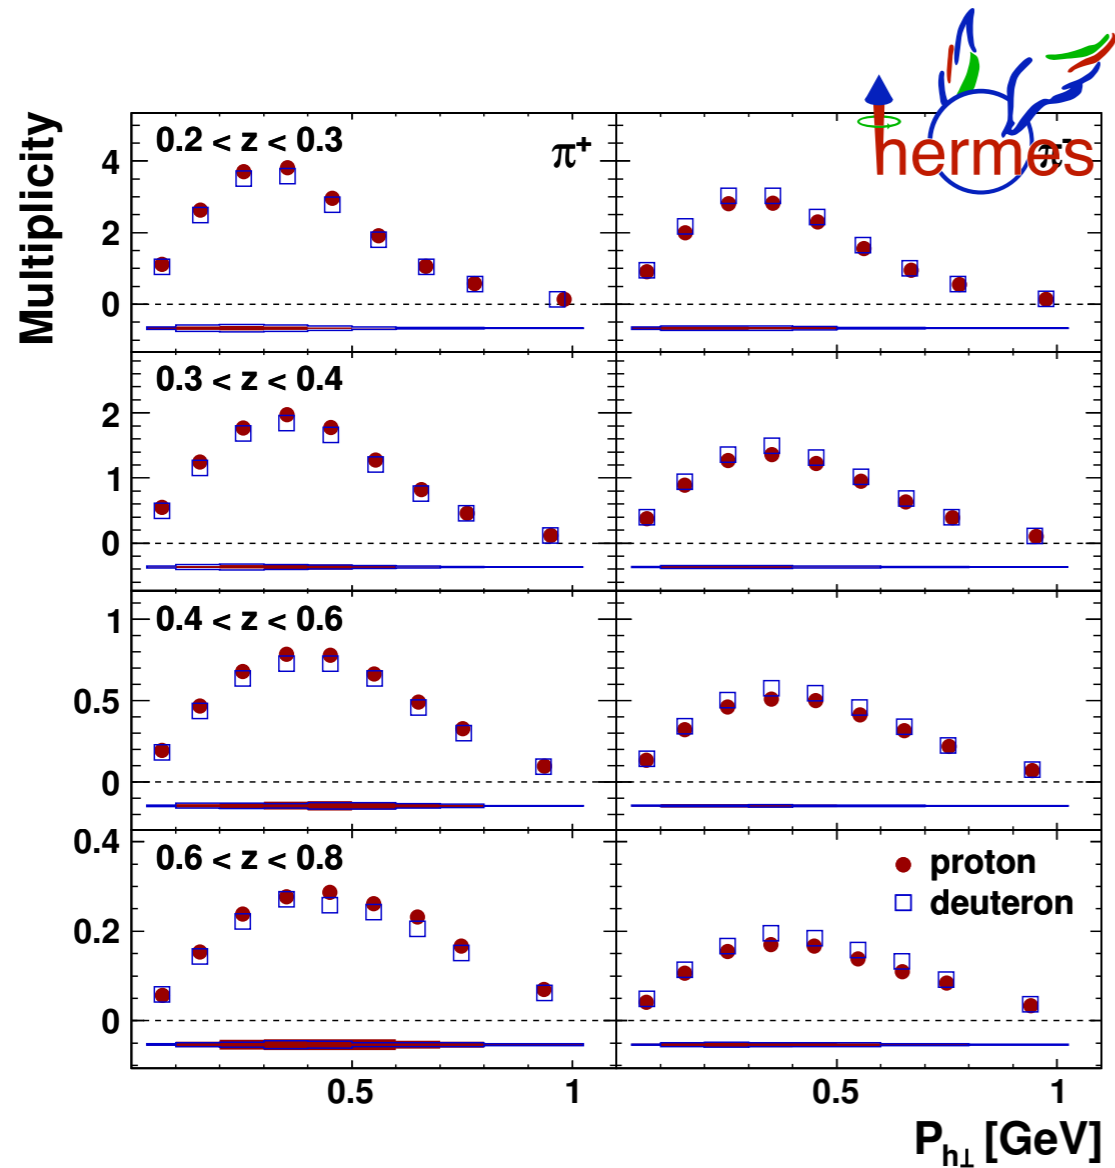 hermes
Multiplicity
0.2 < z < 0.3
π⁺
4
2
0
0.3 < z < 0.4
2
1
0
0.4 < z < 0.6
1
0.5
0
0.6 < z < 0.8
0.4
0.2
0
proton
deuteron
0.5
1
0.5
1
P_h⊥ [GeV]